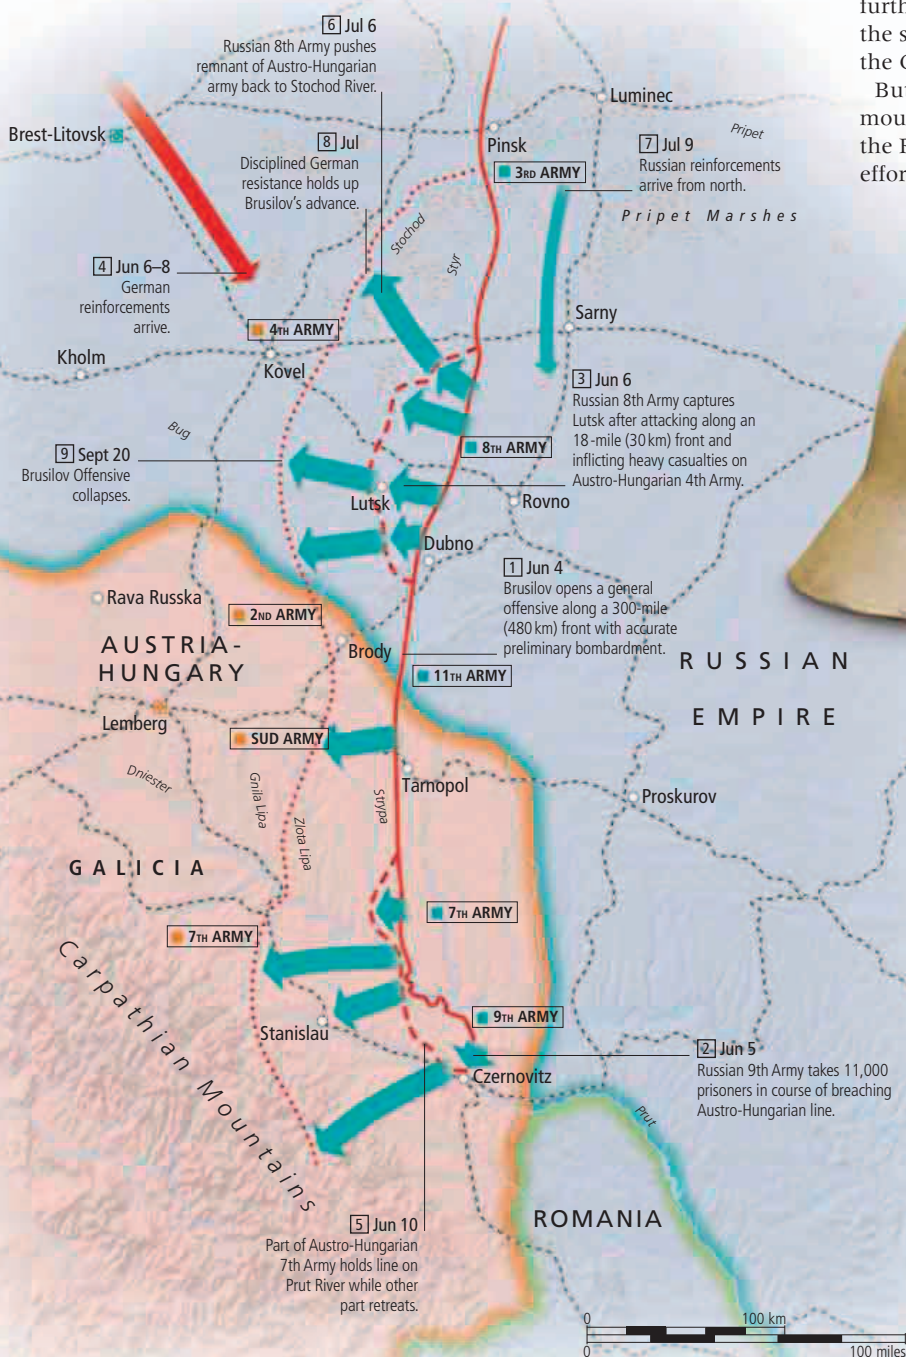 furth
the s
the C
But
mou
the F
effor
6 Jul 6
Russian 8th Army pushes
remnant of Austro-Hungarian
army back to Stochod River.
Luminec
Brest-Litovsk
Pinsk
Pripet
8 Jul
Disciplined German
resistance holds up
Brusilov's advance.
3RD ARMY
7 Jul 9
Russian reinforcements
arrive from north.
Pripet Marshes
Stochod
Styr
4 Jun 6–8
German
reinforcements
arrive.
4TH ARMY
Sarny
Kholm
Kovel
3 Jun 6
Russian 8th Army captures
Lutsk after attacking along an
18-mile (30 km) front and
inflicting heavy casualties on
Austro-Hungarian 4th Army.
Bug
8TH ARMY
9 Sept 20
Brusilov Offensive
collapses.
Lutsk
Rovno
Dubno
1 Jun 4
Brusilov opens a general
offensive along a 300-mile
(480 km) front with accurate
preliminary bombardment.
Rava Russka
2ND ARMY
AUSTRIA-
HUNGARY
Brody
11TH ARMY
RUSSIAN
EMPIRE
Lemberg
SUD ARMY
Dniester
Gnila Lipa
Zlota Lipa
Strypa
Tarnopol
Proskurov
GALICIA
7TH ARMY
7TH ARMY
Carpathian Mountains
9TH ARMY
Stanislau
2 Jun 5
Russian 9th Army takes 11,000
prisoners in course of breaching
Austro-Hungarian line.
Czernovitz
Prut
ROMANIA
5 Jun 10
Part of Austro-Hungarian
7th Army holds line on
Prut River while other
part retreats.
0 100 km
0 100 miles